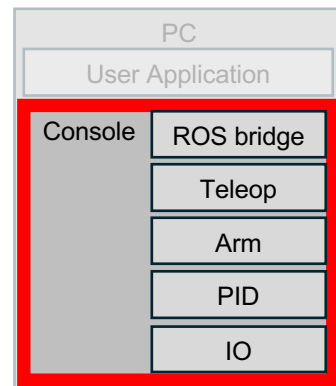 PC
User Application
Console
ROS bridge
Teleop
Arm
PID
IO